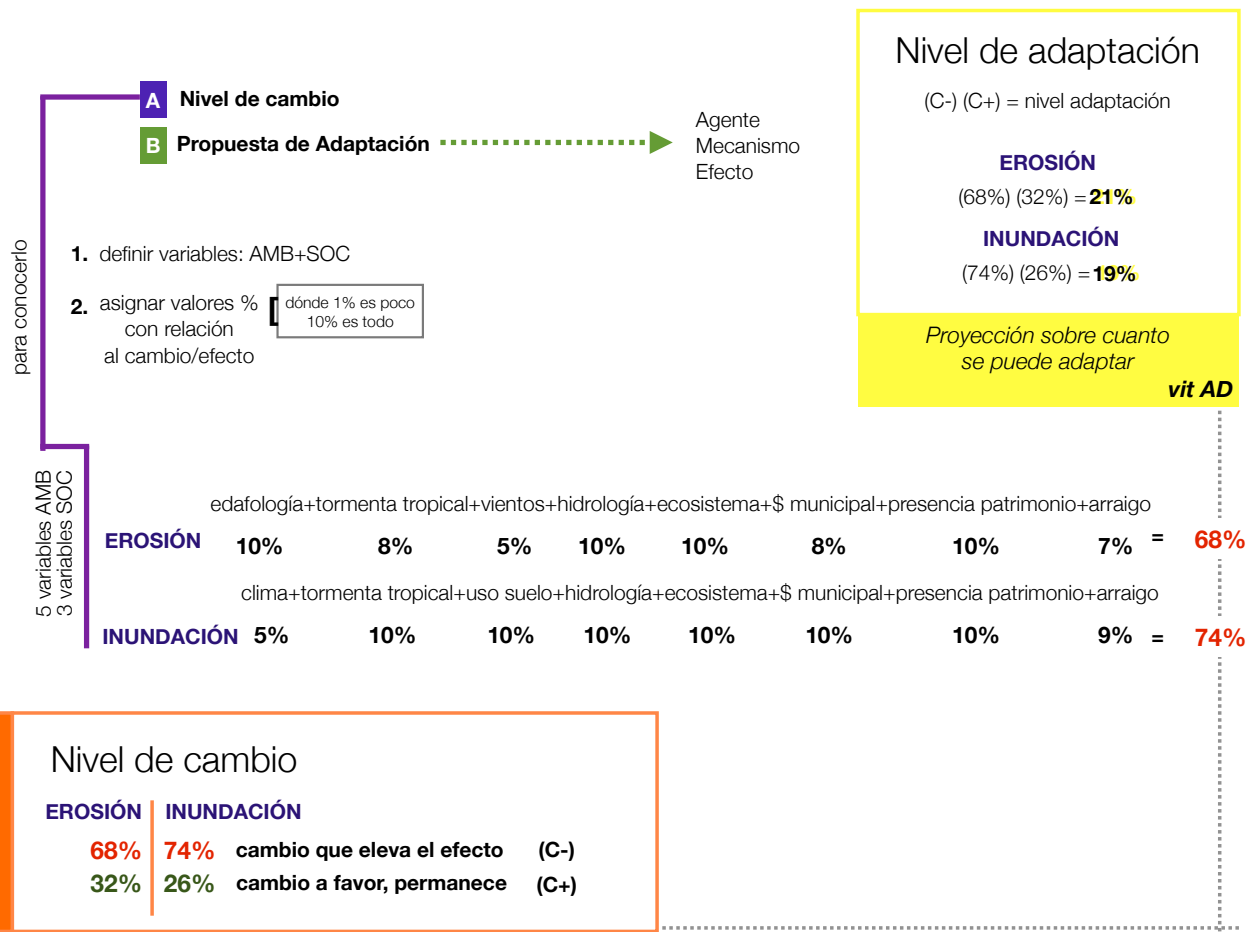 A Nivel de cambio
B Propuesta de Adaptación
Agente
Mecanismo
Efecto
Nivel de adaptación
(C-) (C+) = nivel adaptación
EROSIÓN
(68%) (32%) = 21%
INUNDACIÓN
(74%) (26%) = 19%
Proyección sobre cuanto
se puede adaptar
vit AD
para conocerlo
1. definir variables: AMB+SOC
2. asignar valores %
con relación
al cambio/efecto
[
dónde 1% es poco
10% es todo
5 variables AMB
3 variables SOC
edafología+tormenta tropical+vientos+hidrología+ecosistema+$ municipal+presencia patrimonio+arraigo
EROSIÓN 10% 8% 5% 10% 10% 8% 10% 7% = 68%
clima+tormenta tropical+uso suelo+hidrología+ecosistema+$ municipal+presencia patrimonio+arraigo
INUNDACIÓN 5% 10% 10% 10% 10% 10% 10% 9% = 74%
Nivel de cambio
EROSIÓN INUNDACIÓN
68% 74% cambio que eleva el efecto (C-)
32% 26% cambio a favor, permanece (C+)